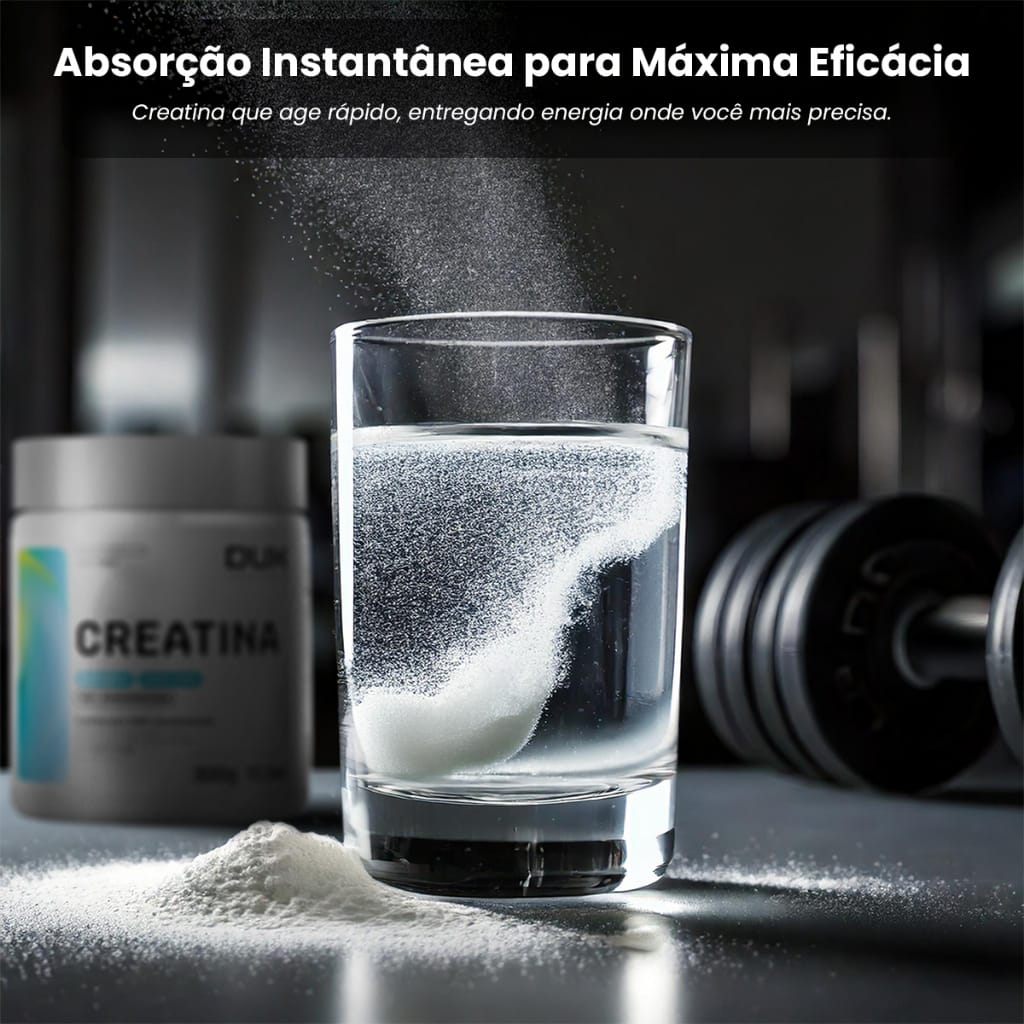 Absorção Instantânea para Máxima Eficácia
Creatina que age rápido, entregando energia onde você mais precisa.
DUX
CREATINA